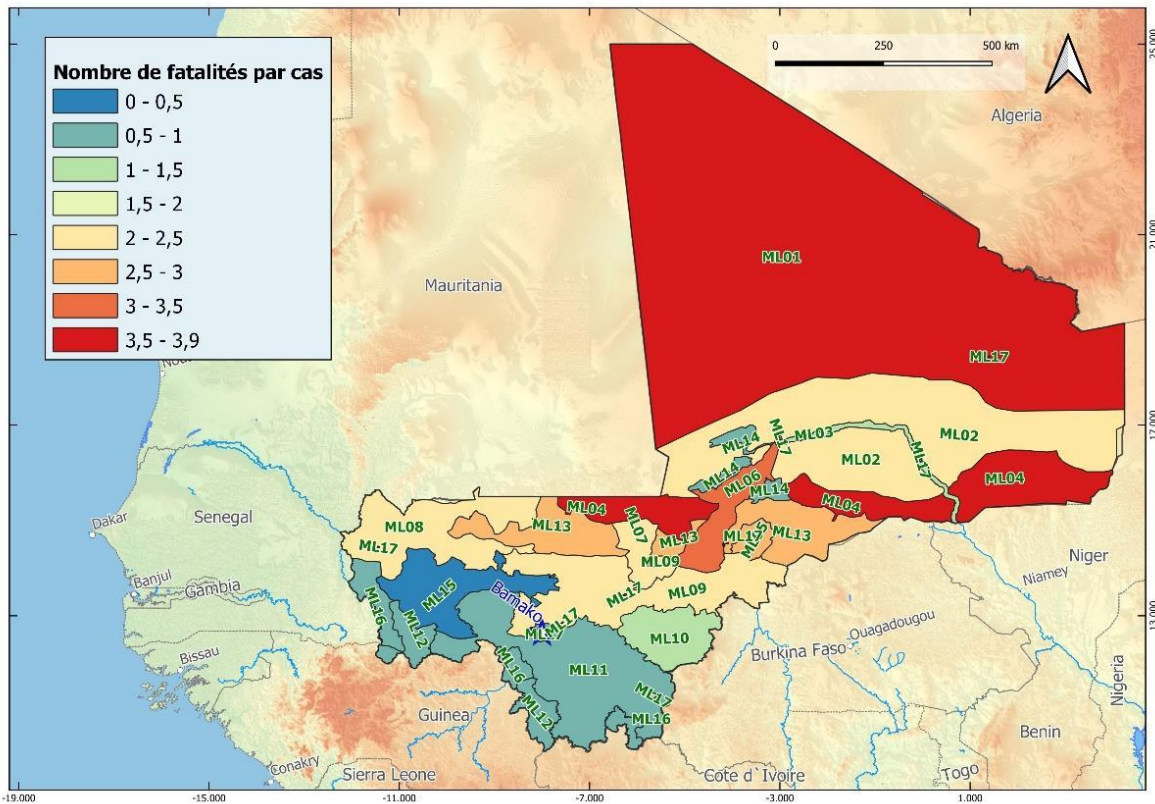 Nombre de fatalités par cas
0 - 0,5
0,5 - 1
1 - 1,5
1,5 - 2
2 - 2,5
2,5 - 3
3 - 3,5
3,5 - 3,9
0 250 500 km
25.000
Algeria
21.000
ML01
Mauritania
ML17
17.000
ML14
ML17
ML03
ML02
ML02
ML17
ML14
ML06
ML14
ML04
ML04
ML04
Senegal
Dakar
ML08
ML13
ML07
ML13
ML05
ML13
ML17
ML09
Niger
Banjul
Gambia
ML15
ML17
ML09
Niamey
Bamako
ML17
13.000
ML16
ML12
ML10
Ouagadougou
Bissau
ML16
ML11
Burkina Faso
ML17
Nigeria
Guinea
ML12
ML16
Benin
Conakry
Sierra Leone
Cote d`Ivoire
Togo
-19.000
-15.000
-11.000
-7.000
-3.000
1.000